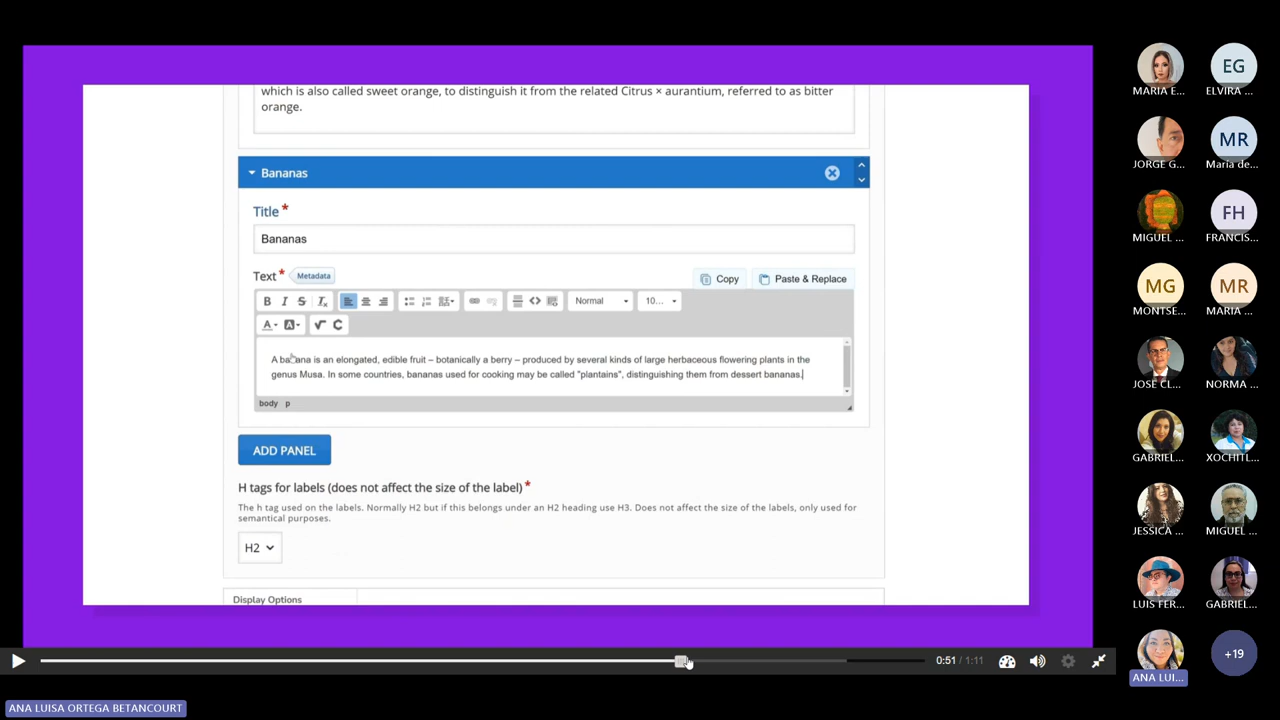 which is also called sweet orange, to distinguish it from the related Citrus × aurantium, referred to as bitter
orange.
Bananas
Title *
Bananas
Text * Metadata
Copy Paste & Replace
B I S Ix
Normal 10...
A A √ C
A banana is an elongated, edible fruit – botanically a berry – produced by several kinds of large herbaceous flowering plants in the
genus Musa. In some countries, bananas used for cooking may be called "plantains", distinguishing them from dessert bananas.
body p
ADD PANEL
H tags for labels (does not affect the size of the label) *
The h tag used on the labels. Normally H2 but if this belongs under an H2 heading use H3. Does not affect the size of the labels, only used for
semantical purposes.
H2
Display Options
0:51 / 1:11
ANA LUISA ORTEGA BETANCOURT
MARIA E...
EG
ELVIRA ...
JORGE G...
MR
Maria de...
MIGUEL ...
FH
FRANCIS...
MG
MONTSE...
MR
MARIA ...
JOSE CL...
NORMA ...
GABRIEL...
XOCHITL...
JESSICA ...
MIGUEL ...
LUIS FER...
GABRIEL...
ANA LUI...
+19